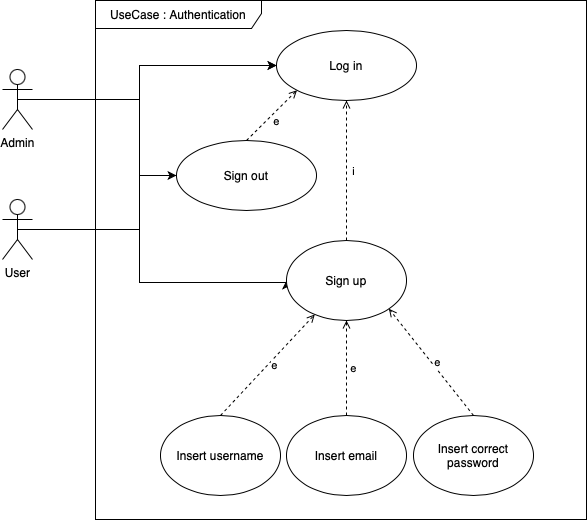 UseCase : Authentication
Log in
Admin
e
Sign out
i
User
Sign up
e
e
e
Insert username
Insert email
Insert correct
password